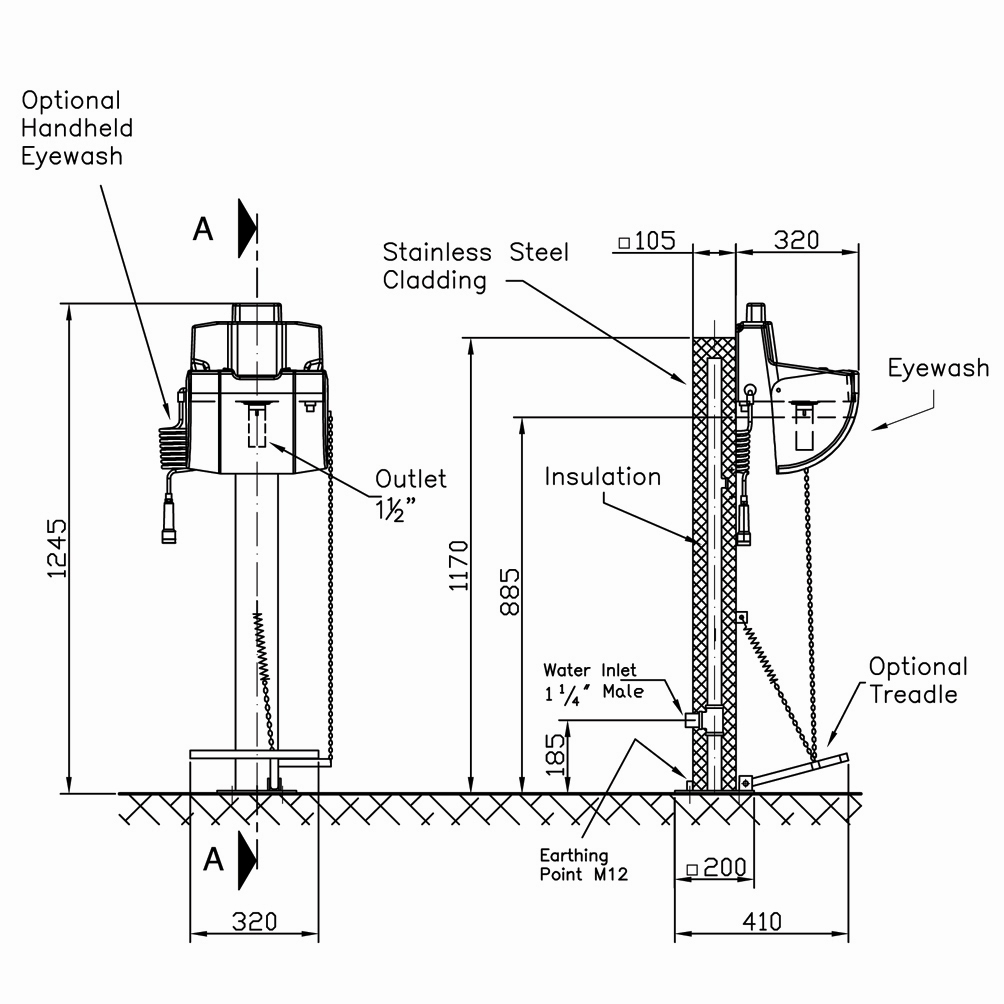 Optional
Handheld
Eyewash
A
Stainless Steel
Cladding
□105
320
Eyewash
Outlet
1½”
Insulation
1245
1170
885
Water Inlet
1 ¼” Male
185
Optional
Treadle
A
Earthing
Point M12
□200
320
410